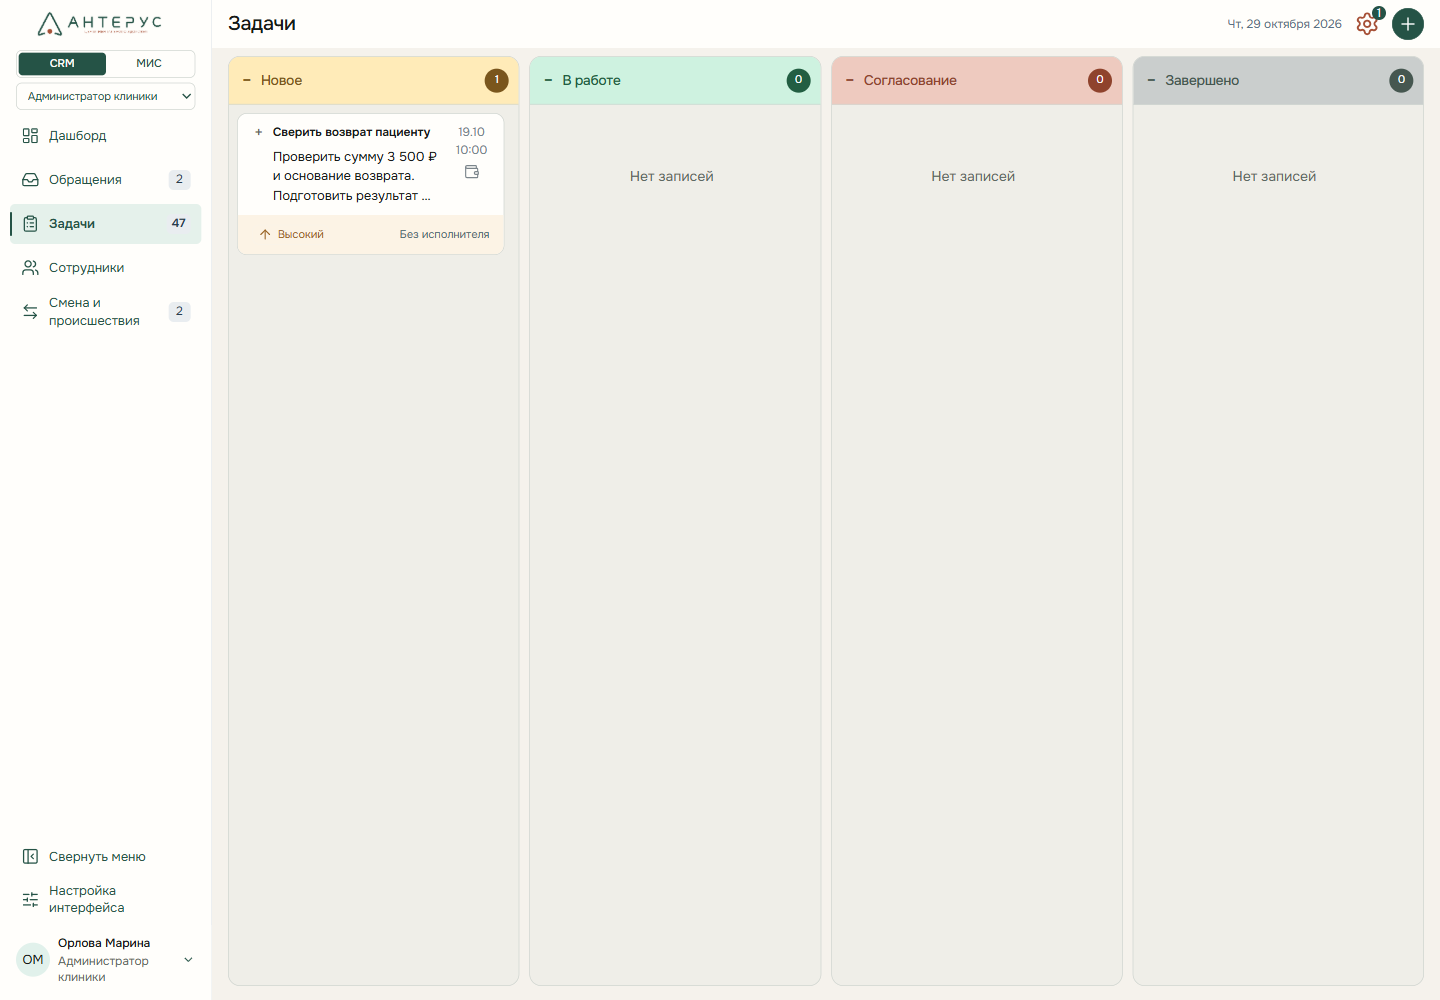 АНТЕРУС
CRM
МИС
Администратор клиники
Дашборд
Обращения
2
Задачи
47
Сотрудники
Смена и
происшествия
2
Свернуть меню
Настройка
интерфейса
ОМ
Орлова Марина
Администратор
клиники
Задачи
Чт, 29 октября 2026
1
Новое
1
Сверить возврат пациенту
19.10
10:00
Проверить сумму 3 500 ₽
и основание возврата.
Подготовить результат ...
Высокий
Без исполнителя
В работе
0
Нет записей
Согласование
0
Нет записей
Завершено
0
Нет записей